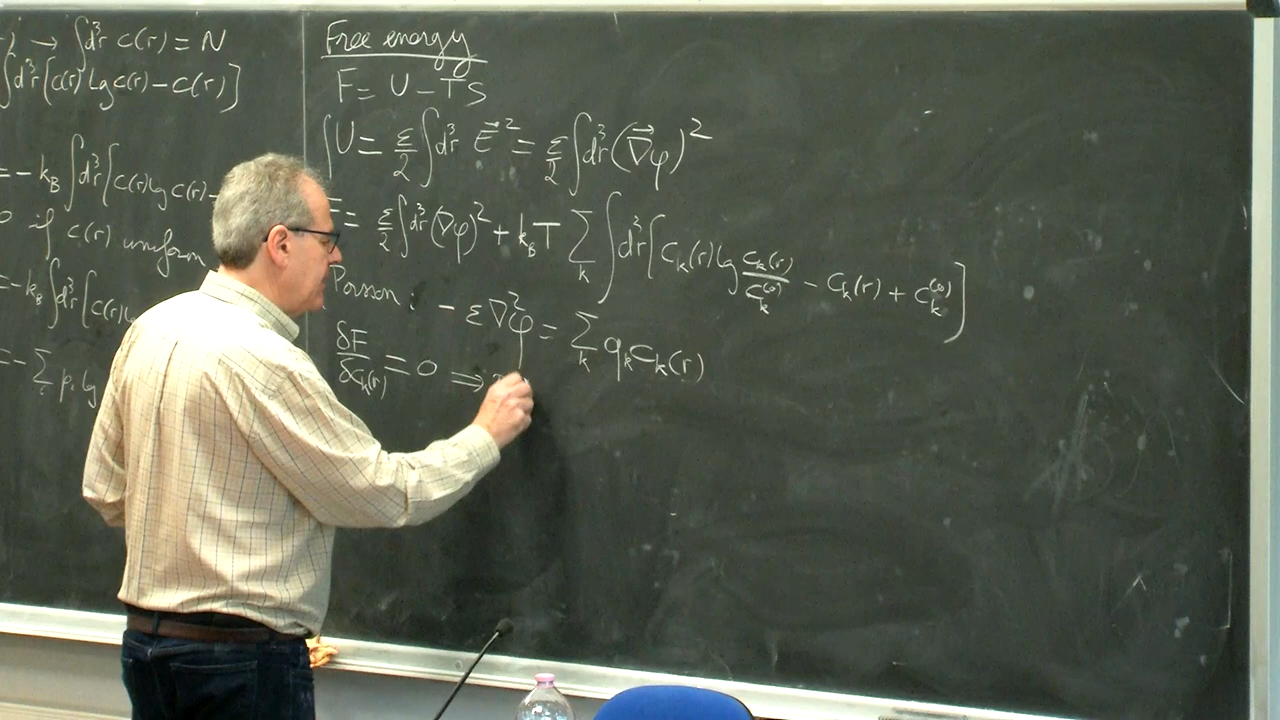 → ∫d³r c(r) = N
∫d³r[c(r) lg c(r) – c(r)]
= – k_B ∫d³r[c(r) lg c(r) –
0 if c(r) uniform
= – k_B ∫d³r[c(r) lg
= – Σ p_i lg
Free energy
F = U – TS
U = ε/2 ∫d³r E⃗² = ε/2 ∫d³r (∇⃗φ)²
= ε/2 ∫d³r (∇φ)² + k_B T Σ_k ∫d³r [c_k(r) lg c_k(r)/c_k^(0) – c_k(r) + c_k^(0)]
Poisson : – ε∇²φ = Σ_k q_k c_k(r)
δF/δc_k(r) = 0 ⇒